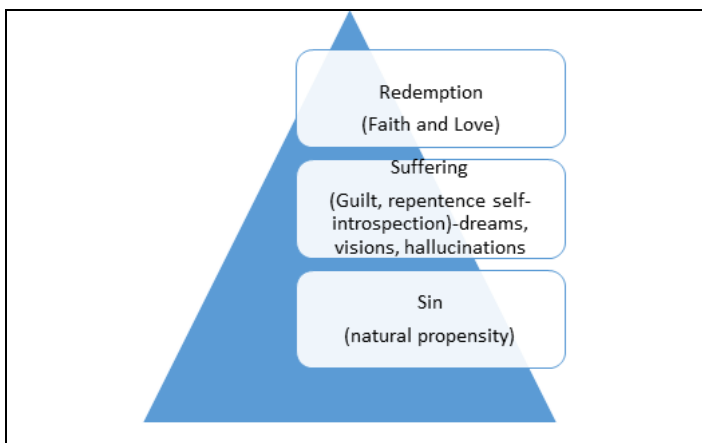 Redemption
(Faith and Love)
Suffering
(Guilt, repentence self-
introspection)-dreams,
visions, hallucinations
Sin
(natural propensity)